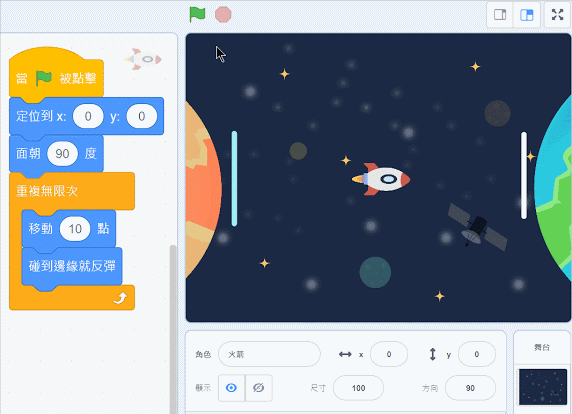 當 被點擊
定位到 x: 0 y: 0
面朝 90 度
重複無限次
移動 10 點
碰到邊緣就反彈
角色 火箭 x 0 y 0
顯示 尺寸 100 方向 90
舞台